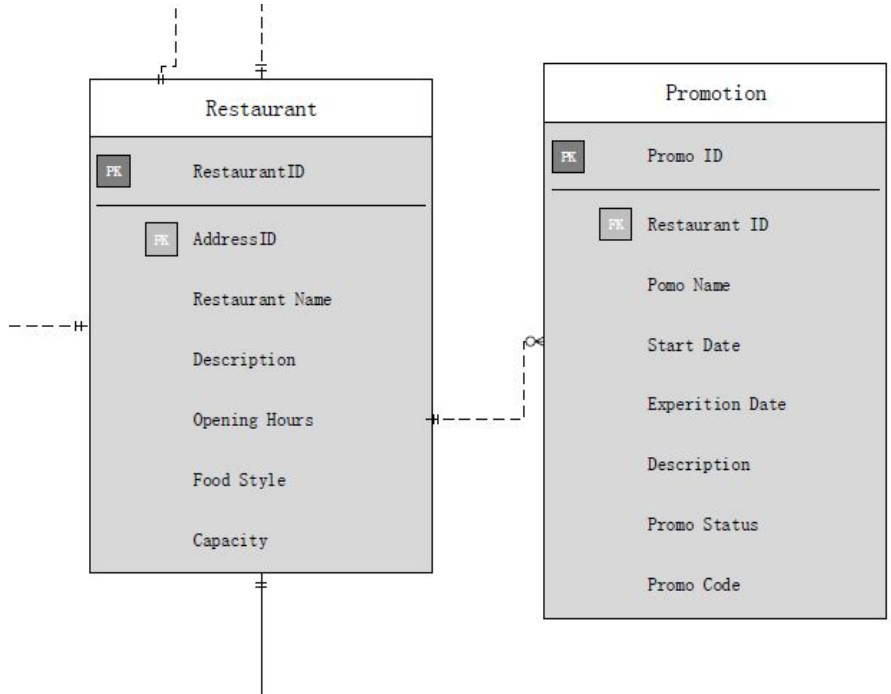 Restaurant
PK RestaurantID
FK AddressID
Restaurant Name
Description
Opening Hours
Food Style
Capacity
Promotion
PK Promo ID
FK Restaurant ID
Pomo Name
Start Date
Experition Date
Description
Promo Status
Promo Code